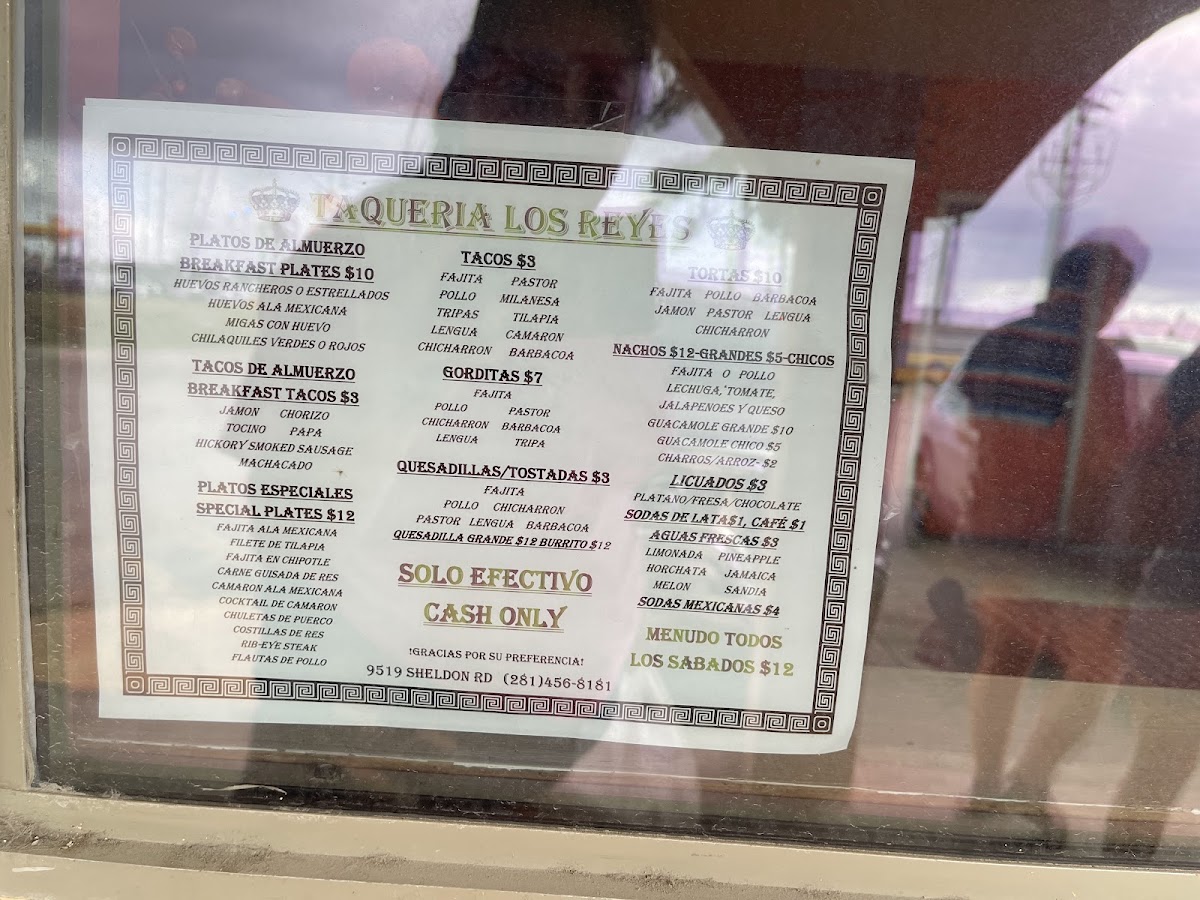 TAQUERIA LOS REYES
PLATOS DE ALMUERZO
BREAKFAST PLATES $10
HUEVOS RANCHEROS O ESTRELLADOS
HUEVOS ALA MEXICANA
MIGAS CON HUEVO
CHILAQUILES VERDES O ROJOS
TACOS DE ALMUERZO
BREAKFAST TACOS $3
JAMON CHORIZO
TOCINO PAPA
HICKORY SMOKED SAUSAGE
MACHACADO
PLATOS ESPECIALES
SPECIAL PLATES $12
FAJITA ALA MEXICANA
FILETE DE TILAPIA
FAJITA EN CHIPOTLE
CARNE GUISADA DE RES
CAMARON ALA MEXICANA
COCKTAIL DE CAMARON
CHULETAS DE PUERCO
COSTILLAS DE RES
RIB-EYE STEAK
FLAUTAS DE POLLO
TACOS $3
FAJITA PASTOR
POLLO MILANESA
TRIPAS TILAPIA
LENGUA CAMARON
CHICHARRON BARBACOA
GORDITAS $7
FAJITA
POLLO PASTOR
CHICHARRON BARBACOA
LENGUA TRIPA
QUESADILLAS/TOSTADAS $3
FAJITA
POLLO CHICHARRON
PASTOR LENGUA BARBACOA
QUESADILLA GRANDE $12 BURRITO $12
SOLO EFECTIVO
CASH ONLY
!GRACIAS POR SU PREFERENCIA!
9519 SHELDON RD (281)456-8181
TORTAS $10
FAJITA POLLO BARBACOA
JAMON PASTOR LENGUA
CHICHARRON
NACHOS $12-GRANDES $5-CHICOS
FAJITA O POLLO
LECHUGA, TOMATE,
JALAPENOES Y QUESO
GUACAMOLE GRANDE $10
GUACAMOLE CHICO $5
CHARROS/ARROZ- $2
LICUADOS $3
PLATANO/FRESA/CHOCOLATE
SODAS DE LATA$1, CAFÉ $1
AGUAS FRESCAS $3
LIMONADA PINEAPPLE
HORCHATA JAMAICA
MELON SANDIA
SODAS MEXICANAS $4
MENUDO TODOS
LOS SABADOS $12